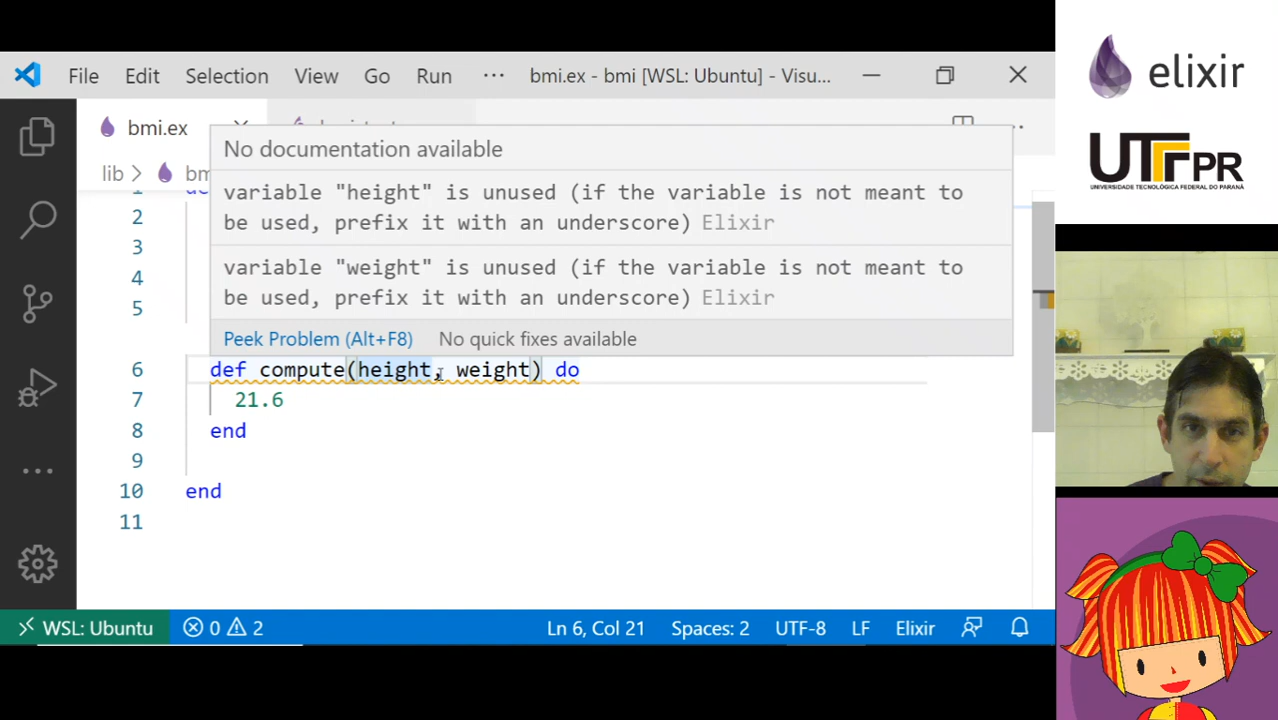 File Edit Selection View Go Run ··· bmi.ex - bmi [WSL: Ubuntu] - Visu...
elixir
UTFPR
UNIVERSIDADE TECNOLÓGICA FEDERAL DO PARANÁ
bmi.ex
lib > bm
No documentation available
variable "height" is unused (if the variable is not meant to
be used, prefix it with an underscore) Elixir
variable "weight" is unused (if the variable is not meant to
be used, prefix it with an underscore) Elixir
Peek Problem (Alt+F8) No quick fixes available
1
2
3
4
5
6 def compute(height, weight) do
7 21.6
8 end
9
10 end
11
WSL: Ubuntu 0 2 Ln 6, Col 21 Spaces: 2 UTF-8 LF Elixir